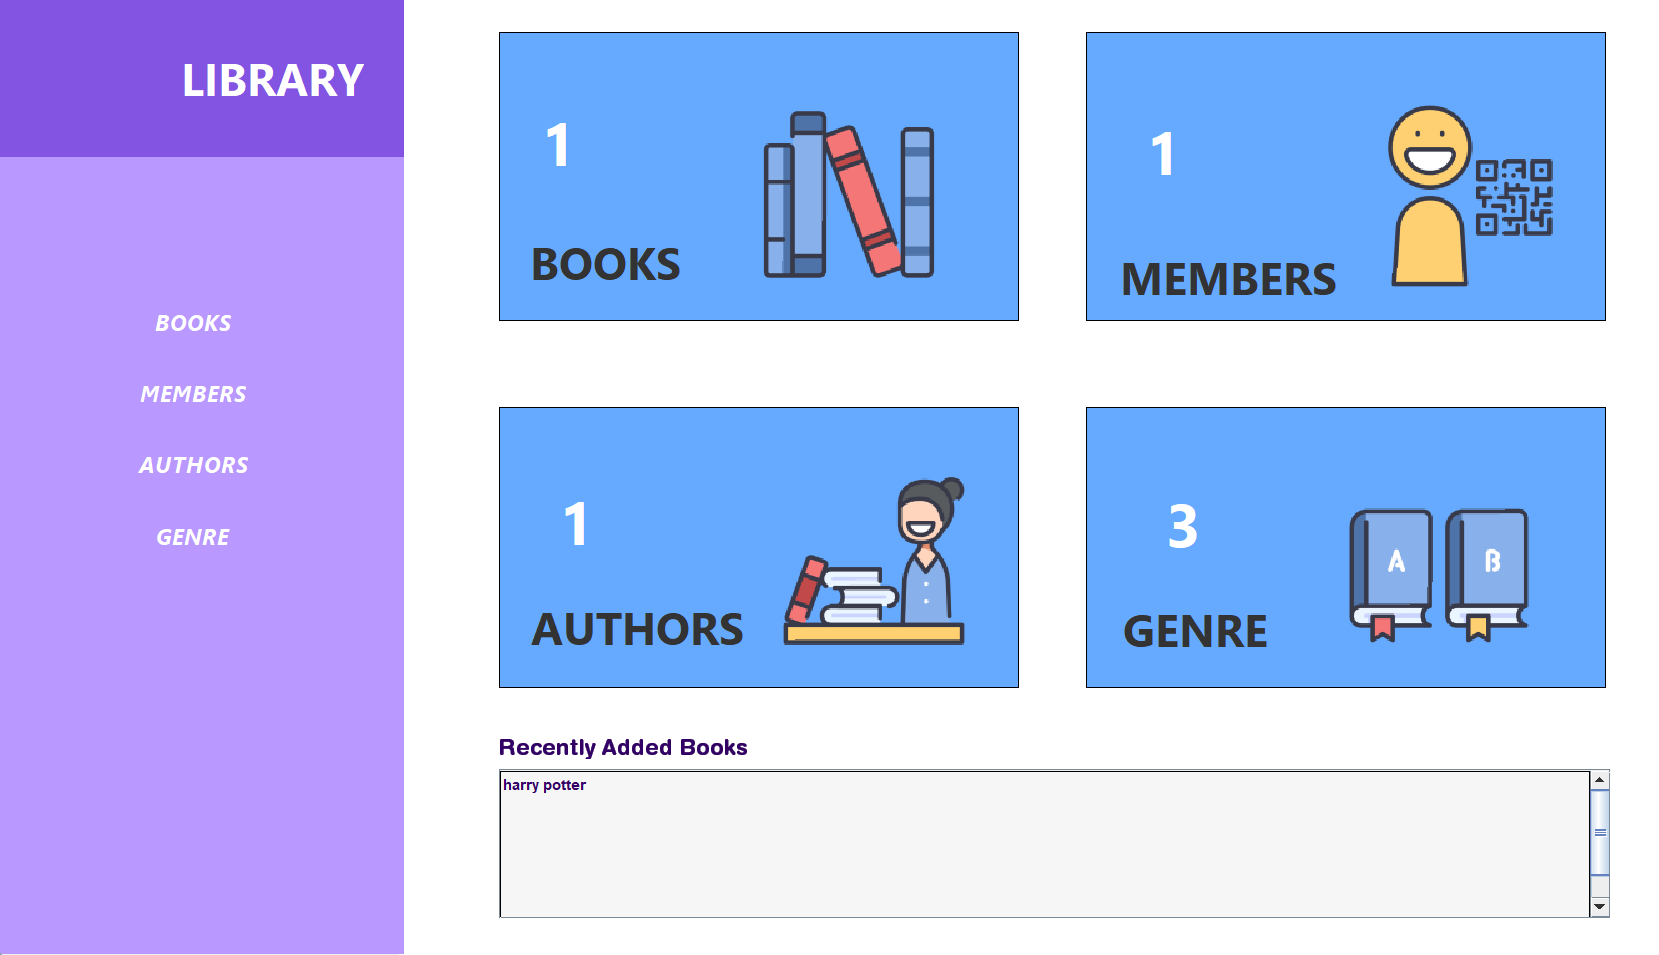 LIBRARY
BOOKS
MEMBERS
AUTHORS
GENRE
1
BOOKS
1
MEMBERS
1
AUTHORS
3
GENRE
A
B
Recently Added Books
harry potter